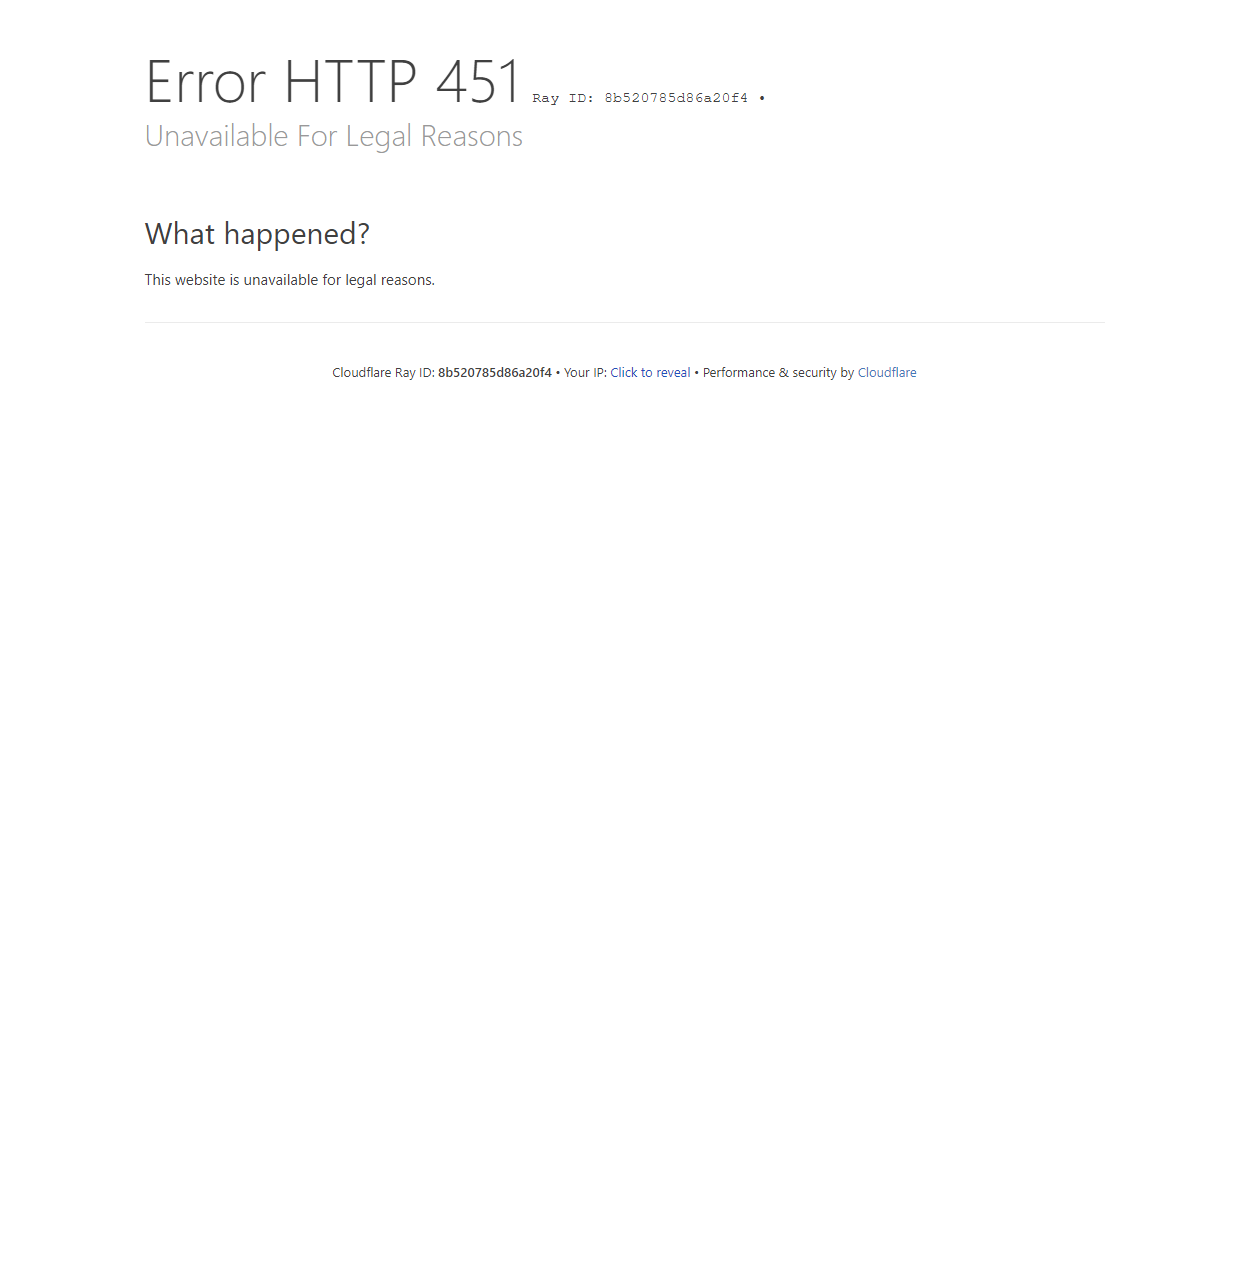 Error HTTP 451 Ray ID: 8b520785d86a20f4 •
Unavailable For Legal Reasons
What happened?
This website is unavailable for legal reasons.
Cloudflare Ray ID: 8b520785d86a20f4 • Your IP: Click to reveal • Performance & security by Cloudflare